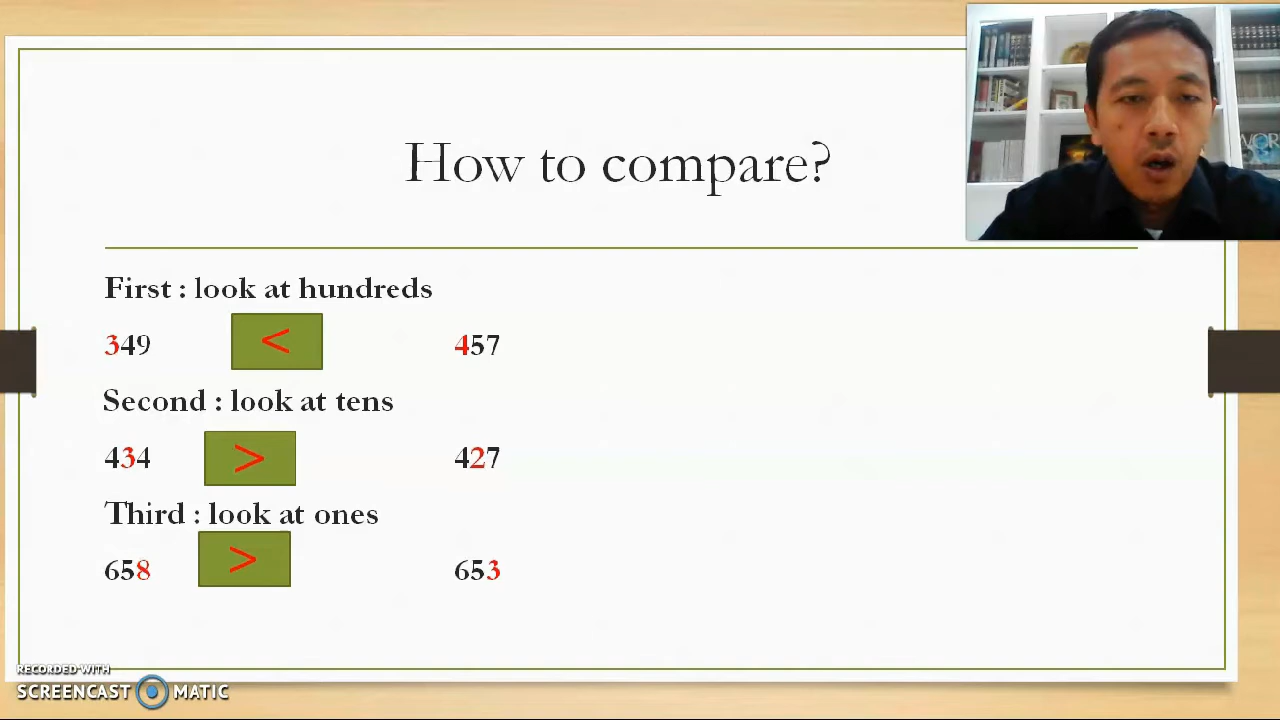 How to compare?
First : look at hundreds
349 < 457
Second : look at tens
434 > 427
Third : look at ones
658 > 653
RECORDED WITH
SCREENCAST MATIC